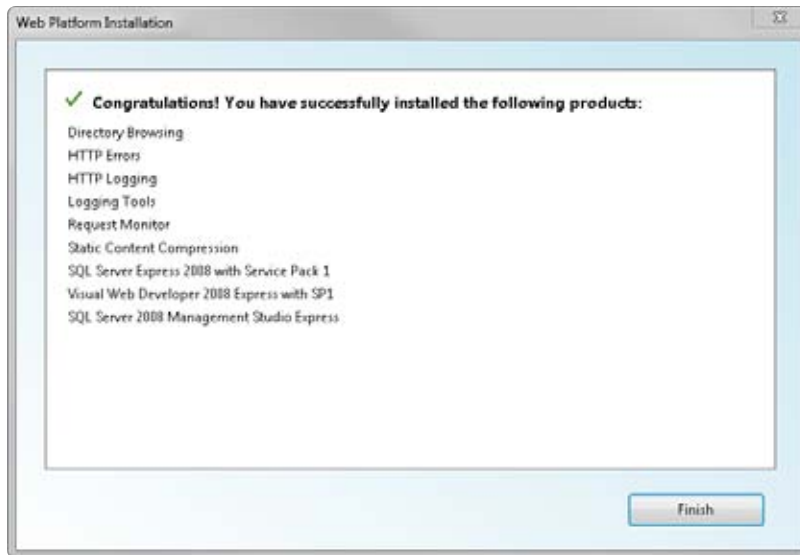 Web Platform Installation
Congratulations! You have successfully installed the following products:
Directory Browsing
HTTP Errors
HTTP Logging
Logging Tools
Request Monitor
Static Content Compression
SQL Server Express 2008 with Service Pack 1
Visual Web Developer 2008 Express with SP1
SQL Server 2008 Management Studio Express
Finish